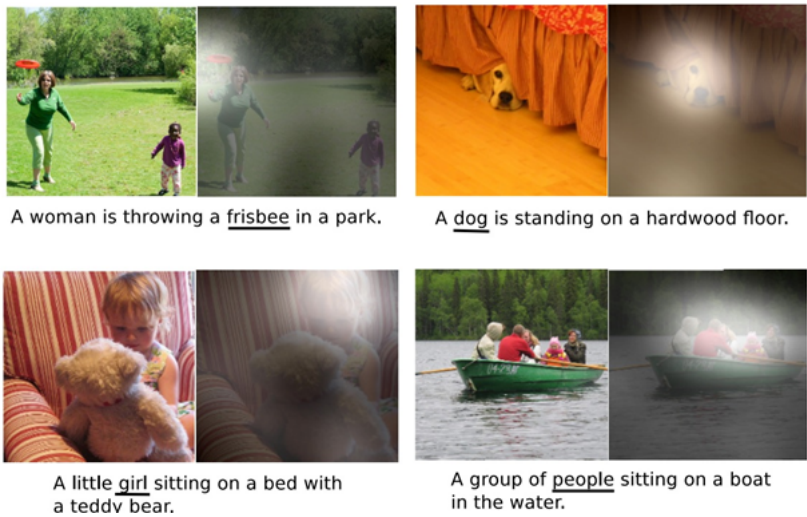 A woman is throwing a frisbee in a park.
A dog is standing on a hardwood floor.
A little girl sitting on a bed with
a teddy bear.
A group of people sitting on a boat
in the water.